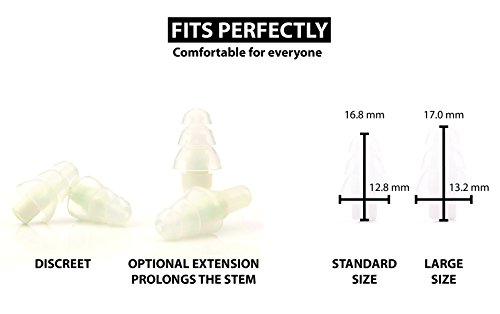 FITS PERFECTLY
Comfortable for everyone
16.8 mm
17.0 mm
12.8 mm
13.2 mm
DISCREET
OPTIONAL EXTENSION
PROLONGS THE STEM
STANDARD
SIZE
LARGE
SIZE